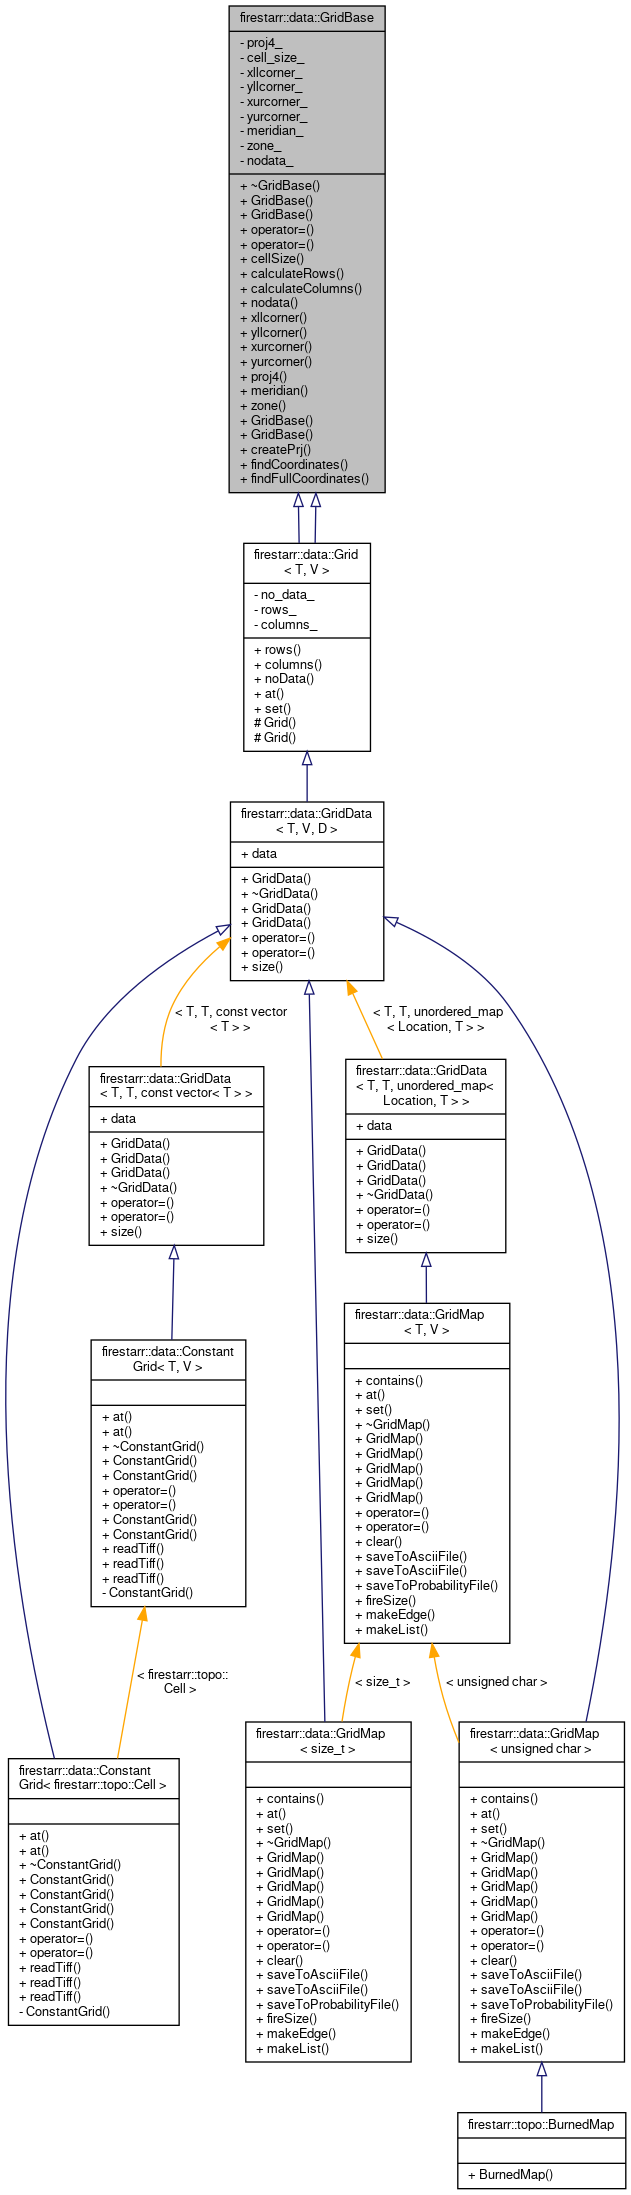 firestarr::data::GridBase
- proj4_
- cell_size_
- xllcorner_
- yllcorner_
- xurcorner_
- yurcorner_
- meridian_
- zone_
- nodata_
+ ~GridBase()
+ GridBase()
+ GridBase()
+ operator=()
+ operator=()
+ cellSize()
+ calculateRows()
+ calculateColumns()
+ nodata()
+ xllcorner()
+ yllcorner()
+ xurcorner()
+ yurcorner()
+ proj4()
+ meridian()
+ zone()
+ GridBase()
+ GridBase()
+ createPrj()
+ findCoordinates()
+ findFullCoordinates()
firestarr::data::Grid
< T, V >
- no_data_
- rows_
- columns_
+ rows()
+ columns()
+ noData()
+ at()
+ set()
# Grid()
# Grid()
firestarr::data::GridData
< T, V, D >
+ data
+ GridData()
+ ~GridData()
+ GridData()
+ GridData()
+ operator=()
+ operator=()
+ size()
< T, T, const vector
< T > >
< T, T, unordered_map
< Location, T > >
firestarr::data::GridData
< T, T, const vector< T > >
+ data
+ GridData()
+ GridData()
+ GridData()
+ ~GridData()
+ operator=()
+ operator=()
+ size()
firestarr::data::GridData
< T, T, unordered_map<
Location, T > >
+ data
+ GridData()
+ GridData()
+ GridData()
+ ~GridData()
+ operator=()
+ operator=()
+ size()
firestarr::data::Constant
Grid< T, V >
+ at()
+ at()
+ ~ConstantGrid()
+ ConstantGrid()
+ ConstantGrid()
+ operator=()
+ operator=()
+ ConstantGrid()
+ ConstantGrid()
+ readTiff()
+ readTiff()
+ readTiff()
- ConstantGrid()
firestarr::data::GridMap
< T, V >
+ contains()
+ at()
+ set()
+ ~GridMap()
+ GridMap()
+ GridMap()
+ GridMap()
+ GridMap()
+ GridMap()
+ operator=()
+ operator=()
+ clear()
+ saveToAsciiFile()
+ saveToAsciiFile()
+ saveToProbabilityFile()
+ fireSize()
+ makeEdge()
+ makeList()
< firestarr::topo::
Cell >
< size_t >
< unsigned char >
firestarr::data::Constant
Grid< firestarr::topo::Cell >
+ at()
+ at()
+ ~ConstantGrid()
+ ConstantGrid()
+ ConstantGrid()
+ ConstantGrid()
+ ConstantGrid()
+ operator=()
+ operator=()
+ readTiff()
+ readTiff()
+ readTiff()
- ConstantGrid()
firestarr::data::GridMap
< size_t >
+ contains()
+ at()
+ set()
+ ~GridMap()
+ GridMap()
+ GridMap()
+ GridMap()
+ GridMap()
+ GridMap()
+ operator=()
+ operator=()
+ clear()
+ saveToAsciiFile()
+ saveToAsciiFile()
+ saveToProbabilityFile()
+ fireSize()
+ makeEdge()
+ makeList()
firestarr::data::GridMap
< unsigned char >
+ contains()
+ at()
+ set()
+ ~GridMap()
+ GridMap()
+ GridMap()
+ GridMap()
+ GridMap()
+ GridMap()
+ operator=()
+ operator=()
+ clear()
+ saveToAsciiFile()
+ saveToAsciiFile()
+ saveToProbabilityFile()
+ fireSize()
+ makeEdge()
+ makeList()
firestarr::topo::BurnedMap
+ BurnedMap()